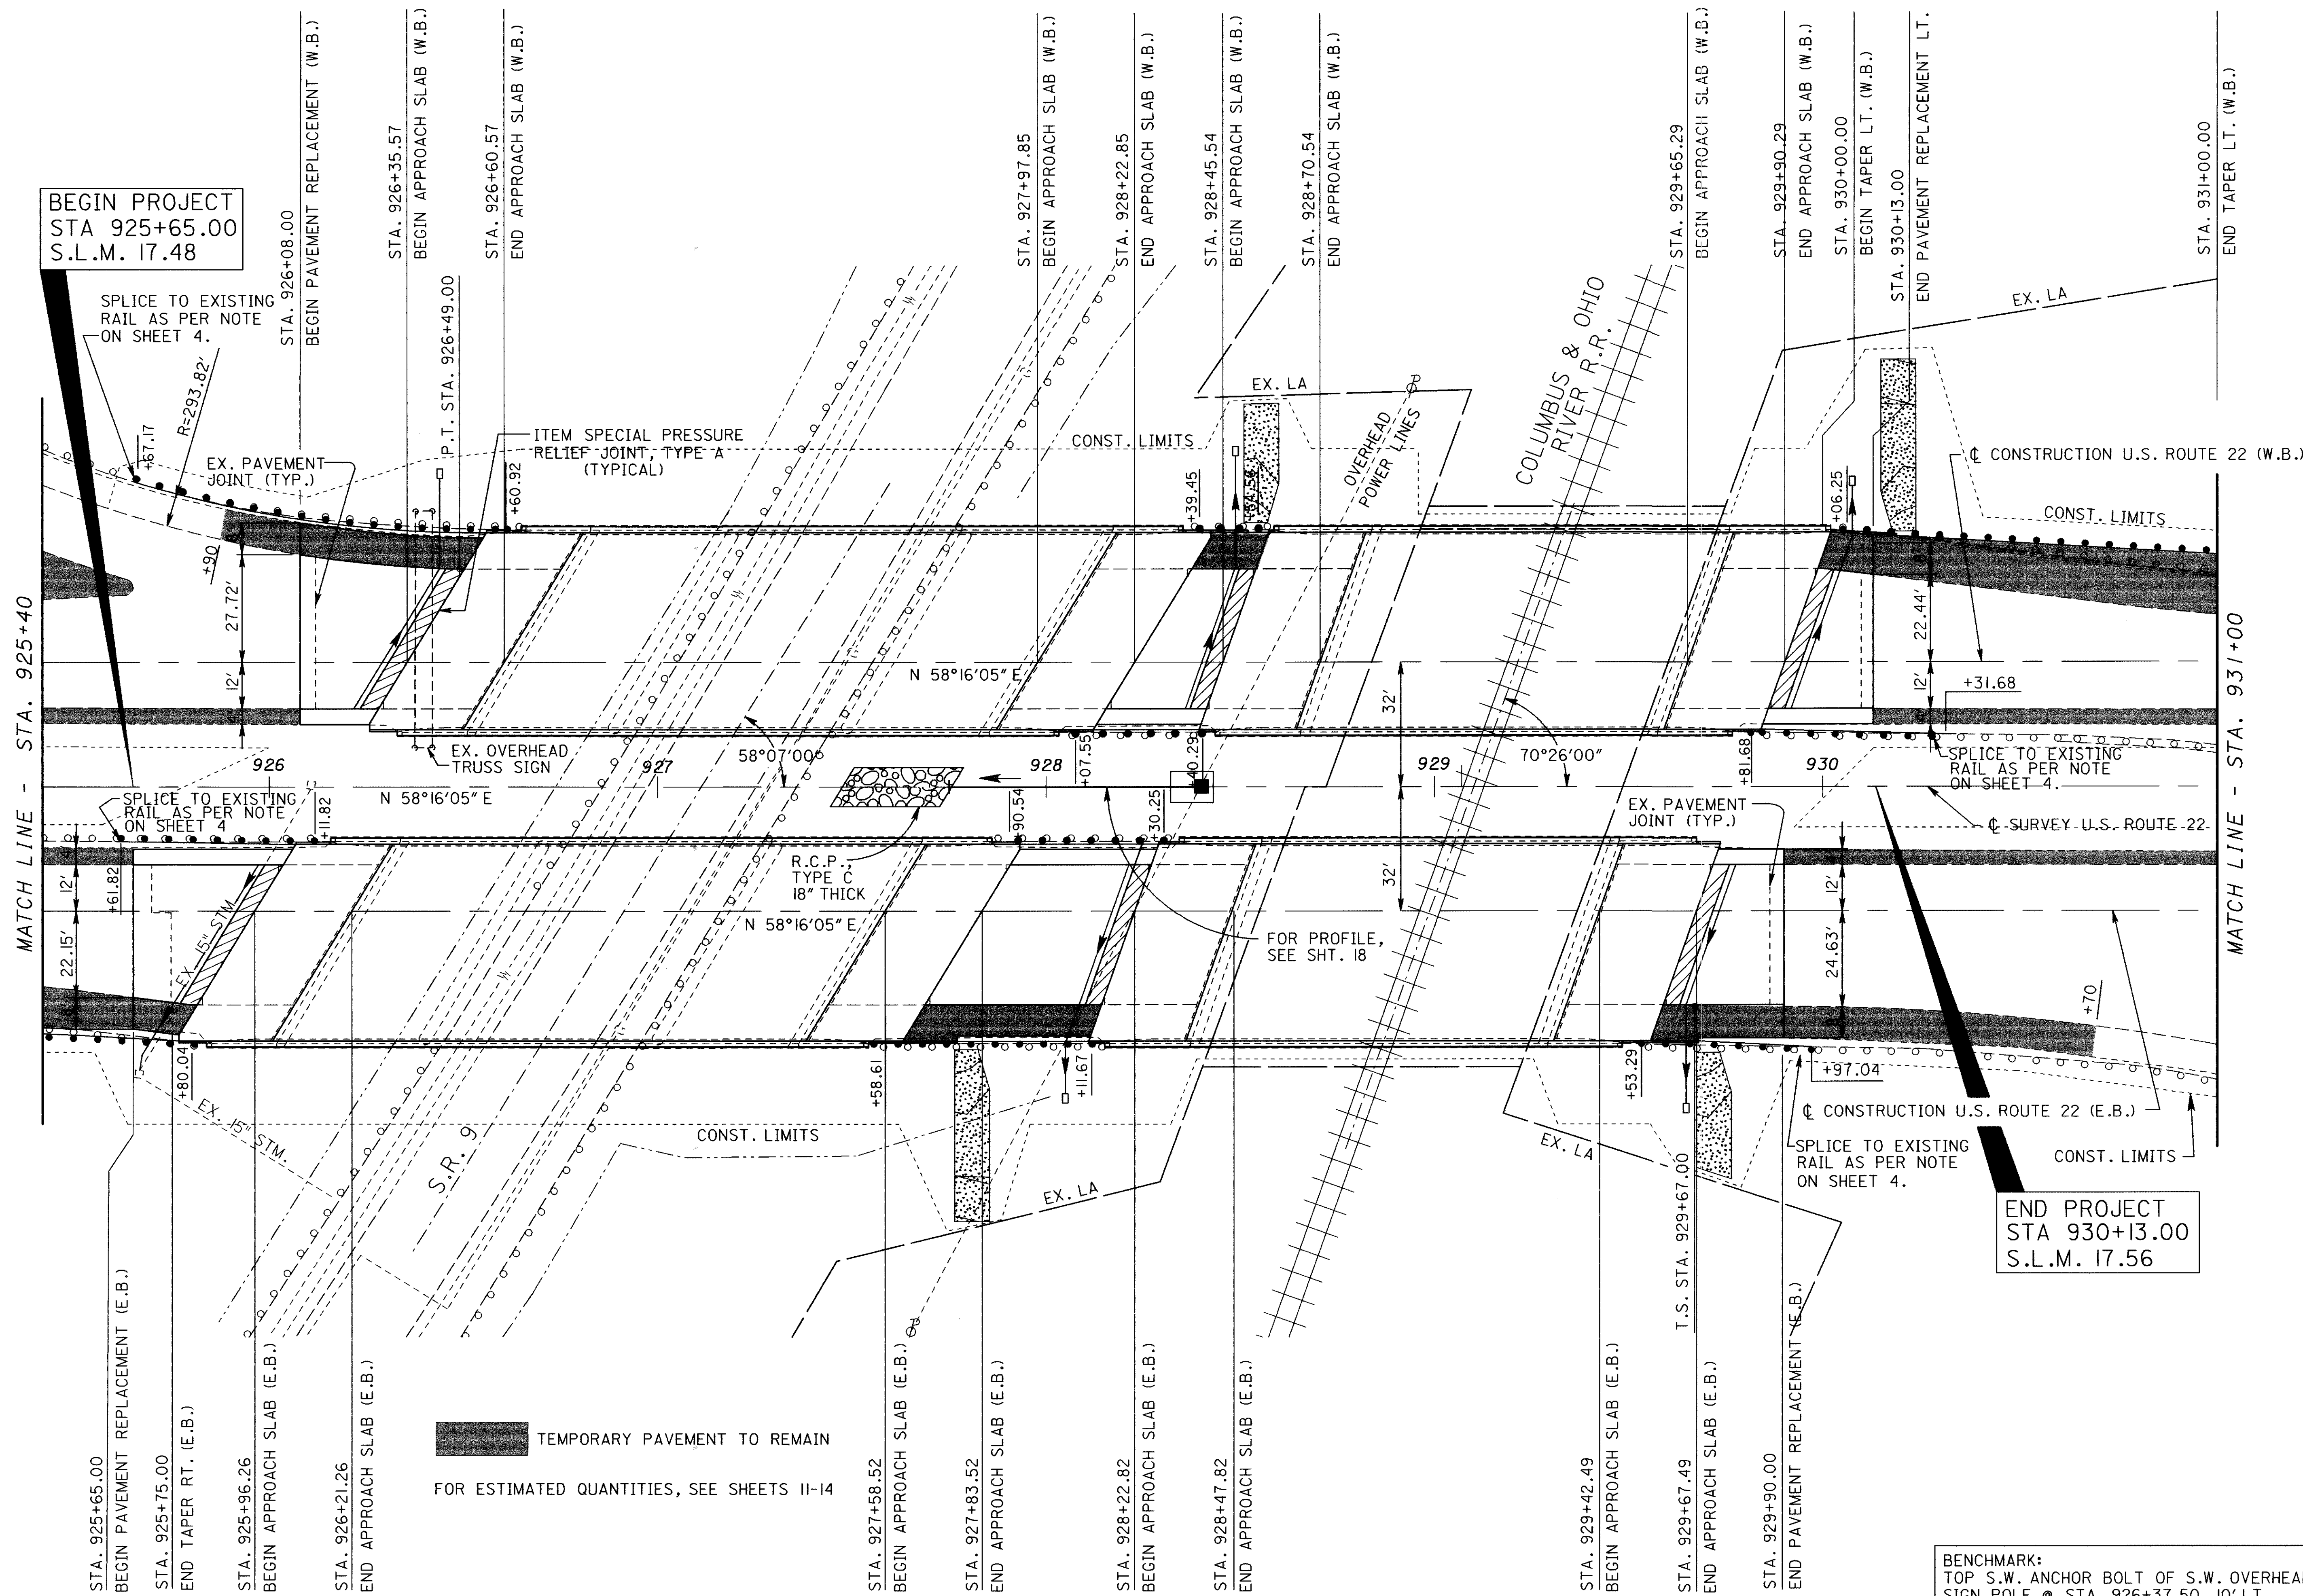 STA. 926+08.00
BEGIN PAVEMENT REPLACEMENT (W.B.)
STA. 926+35.57
BEGIN APPROACH SLAB (W.B.)
P.T. STA. 926+49.00
STA. 926+60.57
END APPROACH SLAB (W.B.)
STA. 927+97.85
BEGIN APPROACH SLAB (W.B.)
STA. 928+22.85
END APPROACH SLAB (W.B.)
STA. 928+45.54
BEGIN APPROACH SLAB (W.B.)
STA. 928+70.54
END APPROACH SLAB (W.B.)
STA. 929+65.29
BEGIN APPROACH SLAB (W.B.)
STA. 929+90.29
END APPROACH SLAB (W.B.)
STA. 930+00.00
BEGIN TAPER LT. (W.B.)
STA. 930+13.00
END PAVEMENT REPLACEMENT LT.
STA. 931+00.00
END TAPER LT. (W.B.)
BEGIN PROJECT
STA 925+65.00
S.L.M. 17.48
SPLICE TO EXISTING
RAIL AS PER NOTE
ON SHEET 4.
R=293.82'
+67.17
EX. PAVEMENT
JOINT (TYP.)
ITEM SPECIAL PRESSURE
RELIEF JOINT, TYPE A
(TYPICAL)
+60.92
CONST. LIMITS
EX. LA
+39.45
OVERHEAD
POWER LINES
COLUMBUS & OHIO
RIVER R.R.
EX. LA
+06.25
℄ CONSTRUCTION U.S. ROUTE 22 (W.B.)
CONST. LIMITS
+90
27.72'
12'
4'
22.44'
12'
4'
+31.68
N 58°16'05" E
32'
EX. OVERHEAD
TRUSS SIGN
58°07'00"
70°26'00"
+07.55
+40.29
+81.68
SPLICE TO EXISTING
RAIL AS PER NOTE
ON SHEET 4.
926
927
928
929
930
N 58°16'05" E
SPLICE TO EXISTING
RAIL AS PER NOTE
ON SHEET 4
+11.82
+90.54
+30.25
EX. PAVEMENT
JOINT (TYP.)
℄ SURVEY U.S. ROUTE 22
MATCH LINE - STA. 925+40
MATCH LINE - STA. 931+00
R.C.P.,
TYPE C
18" THICK
32'
4'
12'
22.15'
+61.82
EX. 15" STM.
N 58°16'05" E
FOR PROFILE,
SEE SHT. 18
12'
24.63'
+70
+80.04
+58.61
+11.67
+53.29
+97.04
℄ CONSTRUCTION U.S. ROUTE 22 (E.B.)
EX. 15" STM.
S.R. 9
CONST. LIMITS
EX. LA
EX. LA
SPLICE TO EXISTING
RAIL AS PER NOTE
ON SHEET 4.
CONST. LIMITS
T.S. STA. 929+67.00
END PROJECT
STA 930+13.00
S.L.M. 17.56
STA. 925+65.00
BEGIN PAVEMENT REPLACEMENT (E.B.)
STA. 925+75.00
END TAPER RT. (E.B.)
STA. 925+96.26
BEGIN APPROACH SLAB (E.B.)
STA. 926+21.26
END APPROACH SLAB (E.B.)
TEMPORARY PAVEMENT TO REMAIN
FOR ESTIMATED QUANTITIES, SEE SHEETS 11-14
STA. 927+58.52
BEGIN APPROACH SLAB (E.B.)
STA. 927+83.52
END APPROACH SLAB (E.B.)
STA. 928+22.82
BEGIN APPROACH SLAB (E.B.)
STA. 928+47.82
END APPROACH SLAB (E.B.)
STA. 929+42.49
BEGIN APPROACH SLAB (E.B.)
STA. 929+67.49
END APPROACH SLAB (E.B.)
STA. 929+90.00
END PAVEMENT REPLACEMENT (E.B.)
BENCHMARK:
TOP S.W. ANCHOR BOLT OF S.W. OVERHEA
SIGN POLE @ STA. 926+37.50, 10' LT.